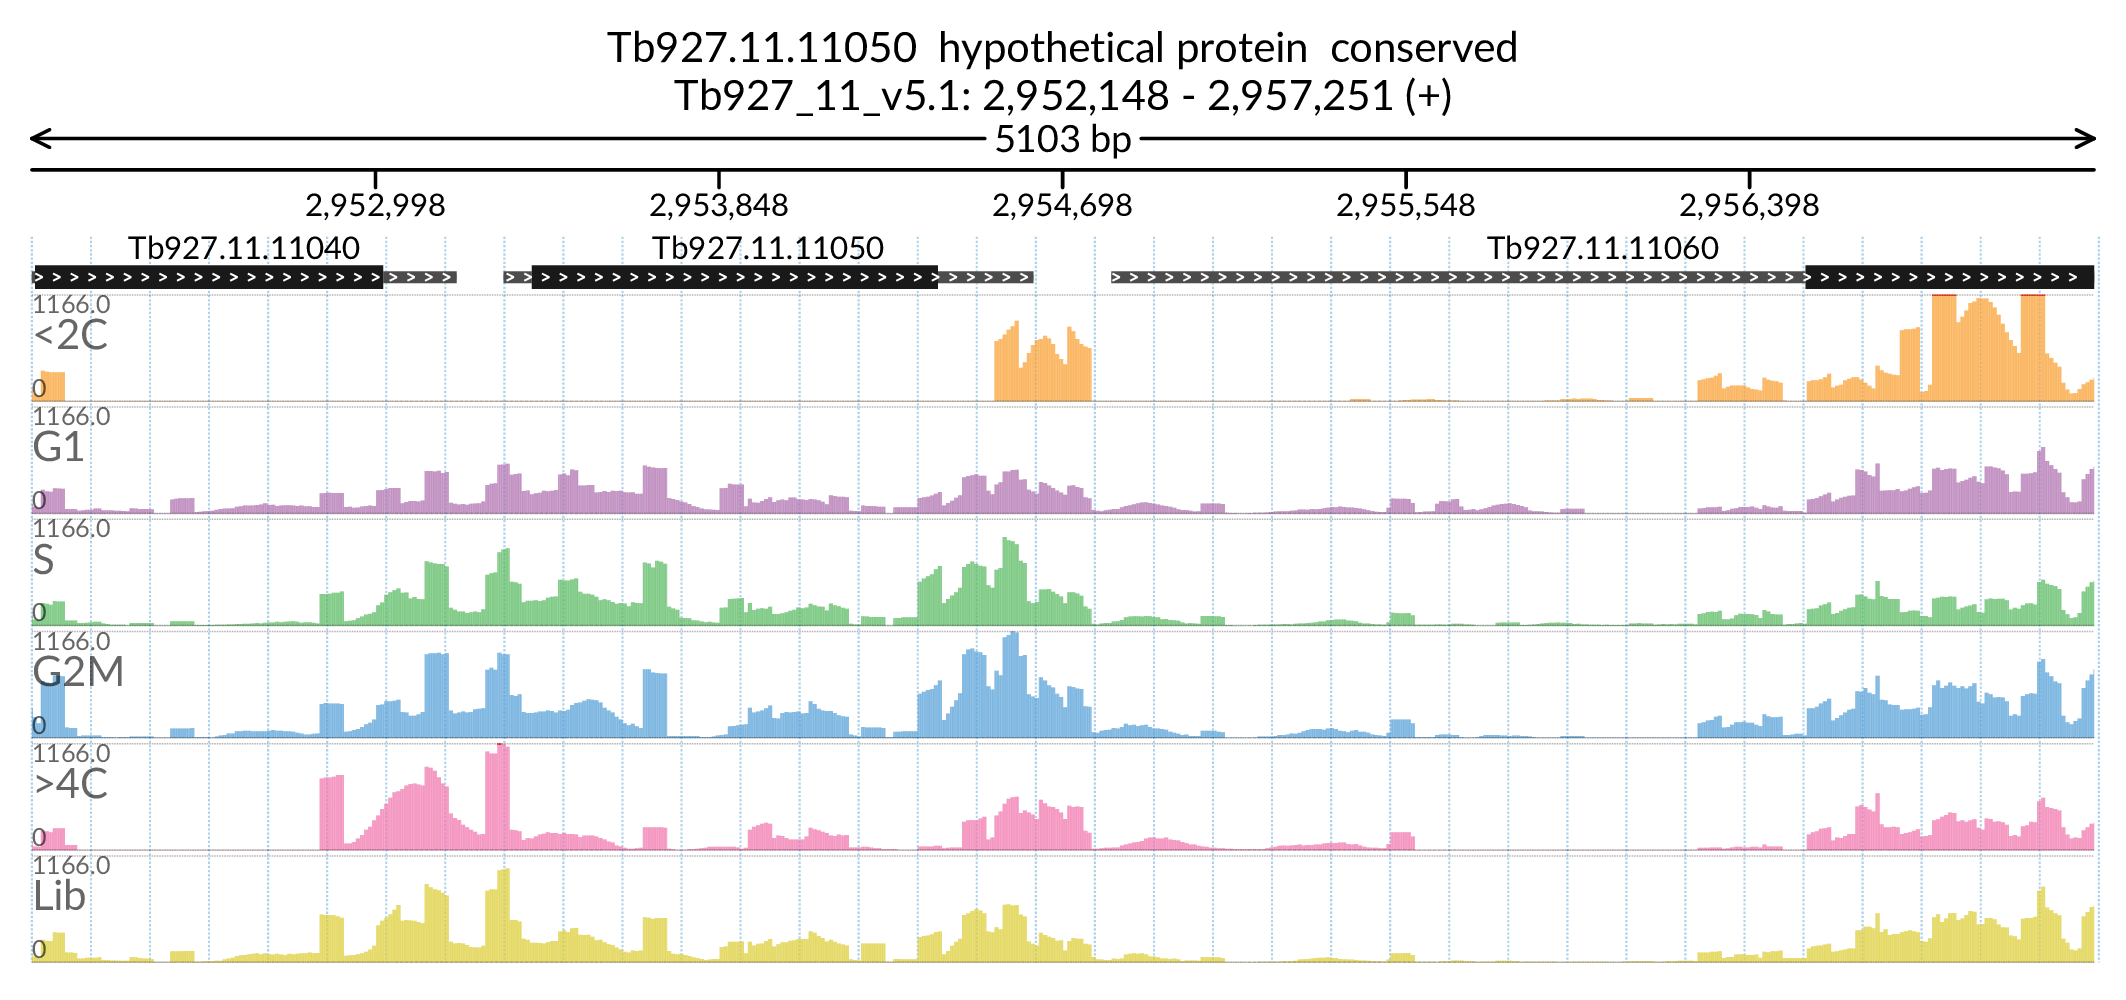 Tb927.11.11050 hypothetical protein conserved
Tb927_11_v5.1: 2,952,148 - 2,957,251 (+)
5103 bp
2,952,998 2,953,848 2,954,698 2,955,548 2,956,398
Tb927.11.11040 Tb927.11.11050 Tb927.11.11060
1166.0
<2C
0
1166.0
G1
0
1166.0
S
0
1166.0
G2M
0
1166.0
>4C
0
1166.0
Lib
0